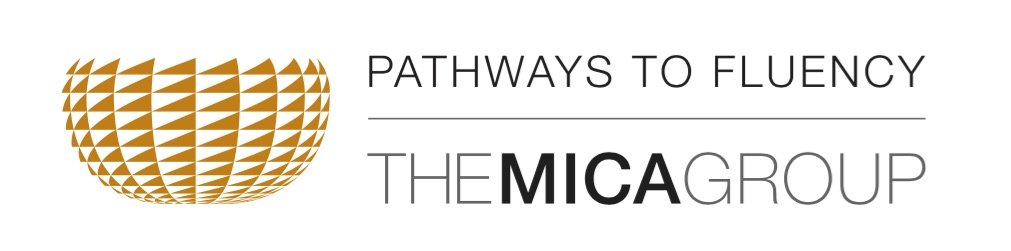 PATHWAYS TO FLUENCY
THEMICAGROUP